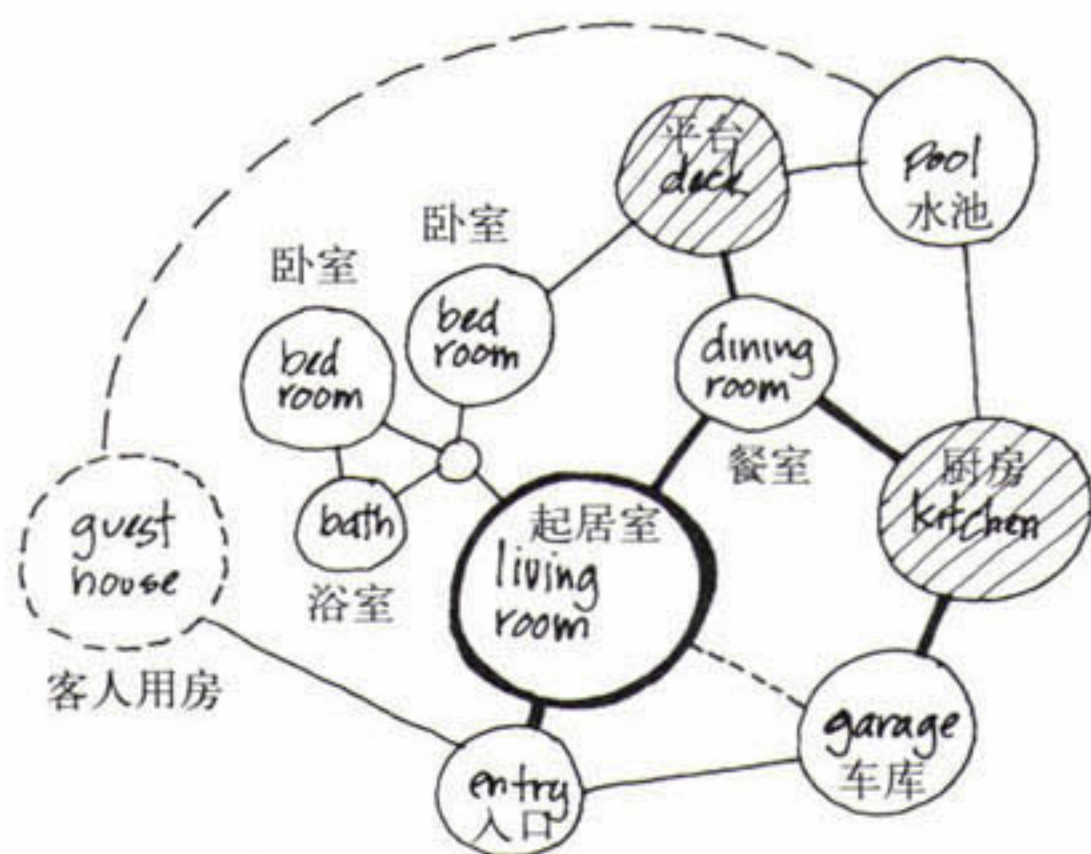 平台
deck
pool
水池
卧室
bed
room
卧室
bed
room
dining
room
餐室
厨房
kitchen
bath
浴室
起居室
living
room
guest
house
客人用房
garage
车库
entry
入口